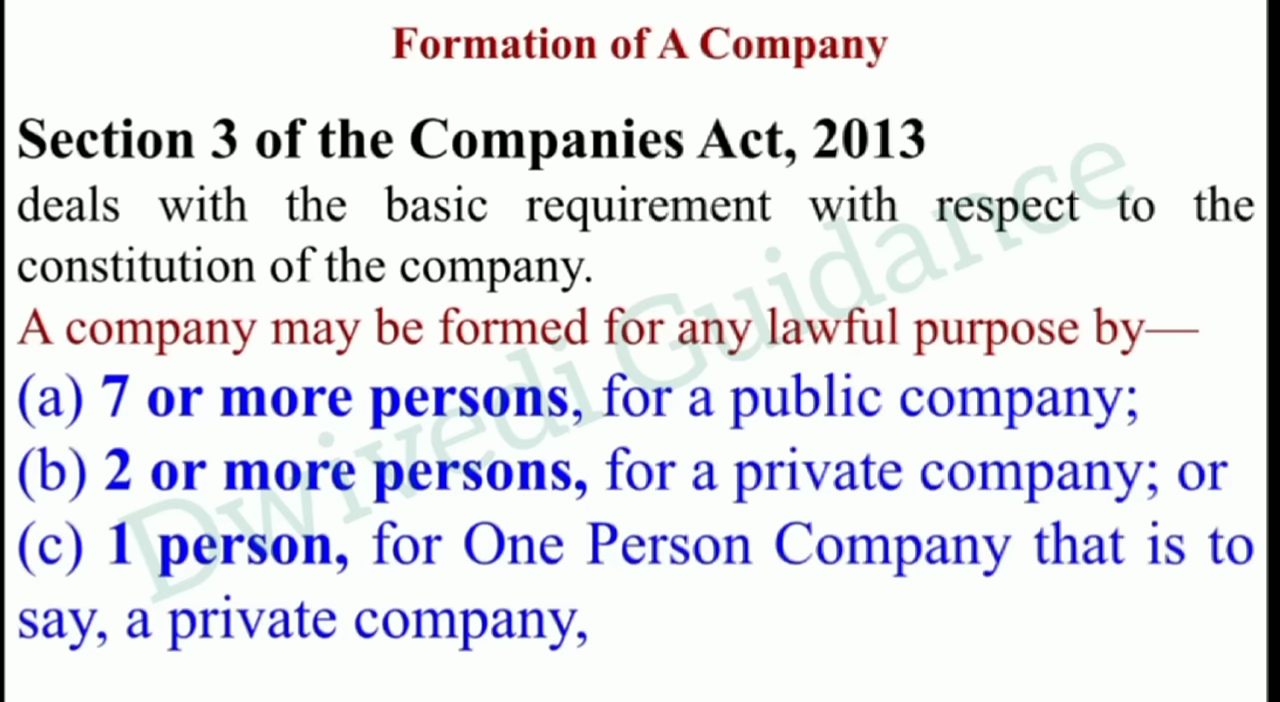 Formation of A Company
Section 3 of the Companies Act, 2013
deals with the basic requirement with respect to the
constitution of the company.
A company may be formed for any lawful purpose by—
(a) 7 or more persons, for a public company;
(b) 2 or more persons, for a private company; or
(c) 1 person, for One Person Company that is to
say, a private company,
Dwivedi Guidance